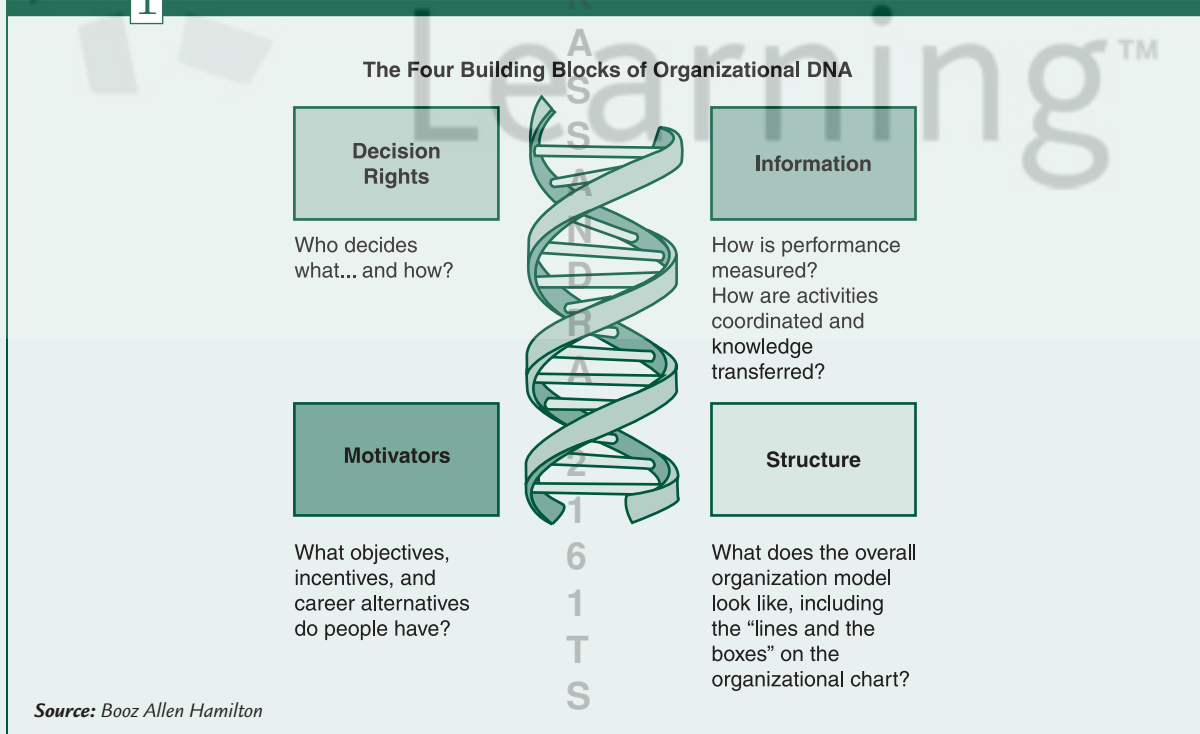 1
Learning™
The Four Building Blocks of Organizational DNA
Decision
Rights
Who decides
what... and how?
Information
How is performance
measured?
How are activities
coordinated and
knowledge
transferred?
Motivators
What objectives,
incentives, and
career alternatives
do people have?
Structure
What does the overall
organization model
look like, including
the “lines and the
boxes” on the
organizational chart?
K
A
S
S
A
N
D
R
A
2
1
6
1
T
S
Source: Booz Allen Hamilton